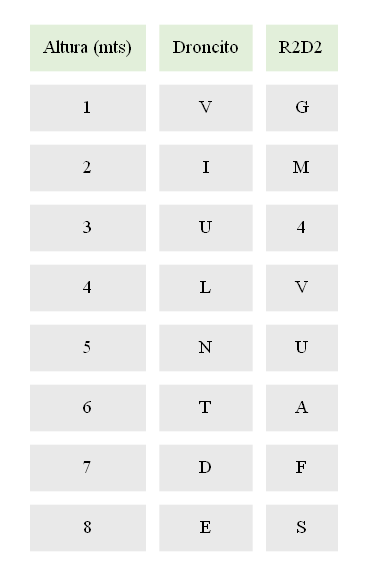 Altura (mts) Droncito R2D2
1 V G
2 I M
3 U 4
4 L V
5 N U
6 T A
7 D F
8 E S